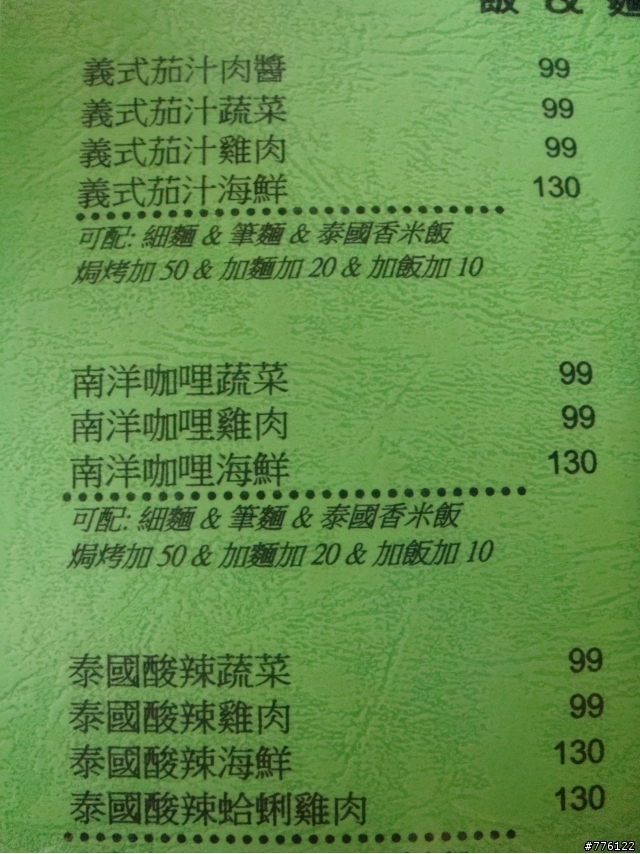 飯 & 麵
義式茄汁肉醬 99
義式茄汁蔬菜 99
義式茄汁雞肉 99
義式茄汁海鮮 130
可配: 細麵 & 筆麵 & 泰國香米飯
焗烤加 50 & 加麵加 20 & 加飯加 10
南洋咖哩蔬菜 99
南洋咖哩雞肉 99
南洋咖哩海鮮 130
可配: 細麵 & 筆麵 & 泰國香米飯
焗烤加 50 & 加麵加 20 & 加飯加 10
泰國酸辣蔬菜 99
泰國酸辣雞肉 99
泰國酸辣海鮮 130
泰國酸辣蛤蜊雞肉 130
#776122